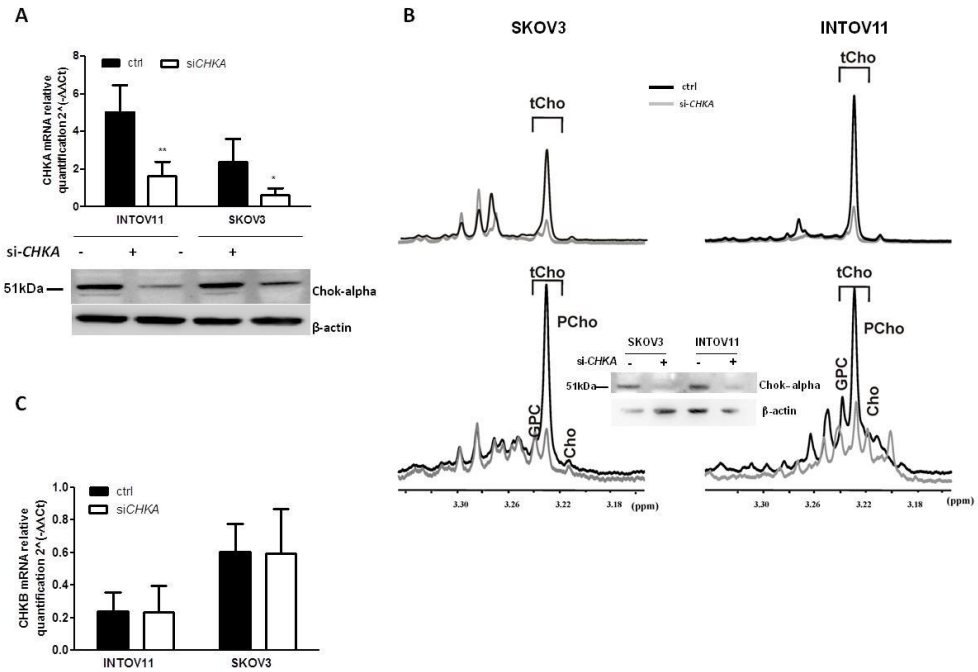 A
ctrl
siCHKA
CHKA mRNA relative
quantification 2^(-ΔΔCt)
8
6
4
2
0
**
*
INTOV11
SKOV3
si-CHKA
-
+
-
+
51kDa
Chok-alpha
β-actin
B
SKOV3
INTOV11
tCho
ctrl
si-CHKA
tCho
tCho
PCho
GPC
Cho
tCho
PCho
GPC
Cho
SKOV3
INTOV11
si-CHKA
-
+
-
+
51kDa
Chok-alpha
β-actin
3.30
3.26
3.22
3.18
(ppm)
3.30
3.26
3.22
3.18
(ppm)
C
ctrl
siCHKA
CHKB mRNA relative
quantification 2^(-ΔΔCt)
1.0
0.8
0.6
0.4
0.2
0.0
INTOV11
SKOV3